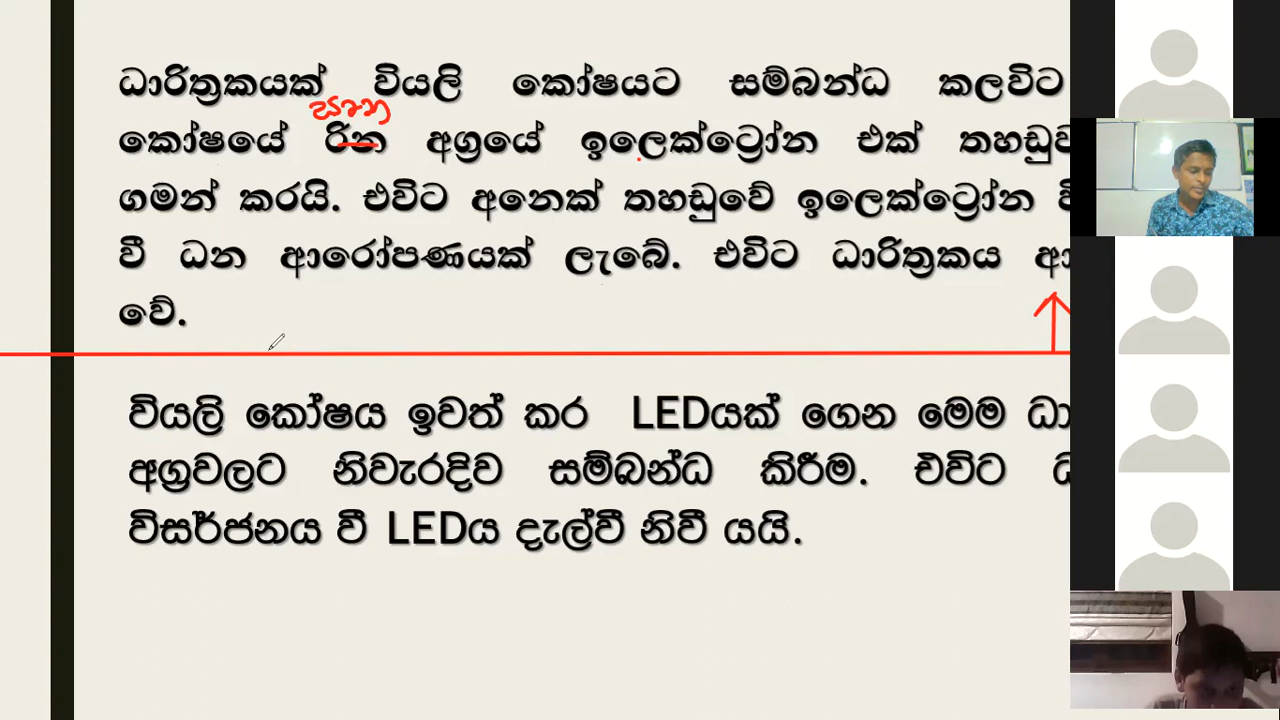 ධාරිත්‍රකයක් වියලි කෝෂයට සම්බන්ධ කලවිට
කෝෂයේ රින අග්‍රයේ ඉලෙක්ට්‍රෝන එක් තහඩුව
ගමන් කරයි. එවිට අනෙක් තහඩුවේ ඉලෙක්ට්‍රෝන
වී ධන ආරෝපණයක් ලැබේ. එවිට ධාරිත්‍රකය
වේ.
වියලි කෝෂය ඉවත් කර LEDයක් ගෙන මෙම
අග්‍රවලට නිවැරදිව සම්බන්ධ කිරීම. එවිට
විසර්ජනය වී LEDය දැල්වී නිවී යයි.